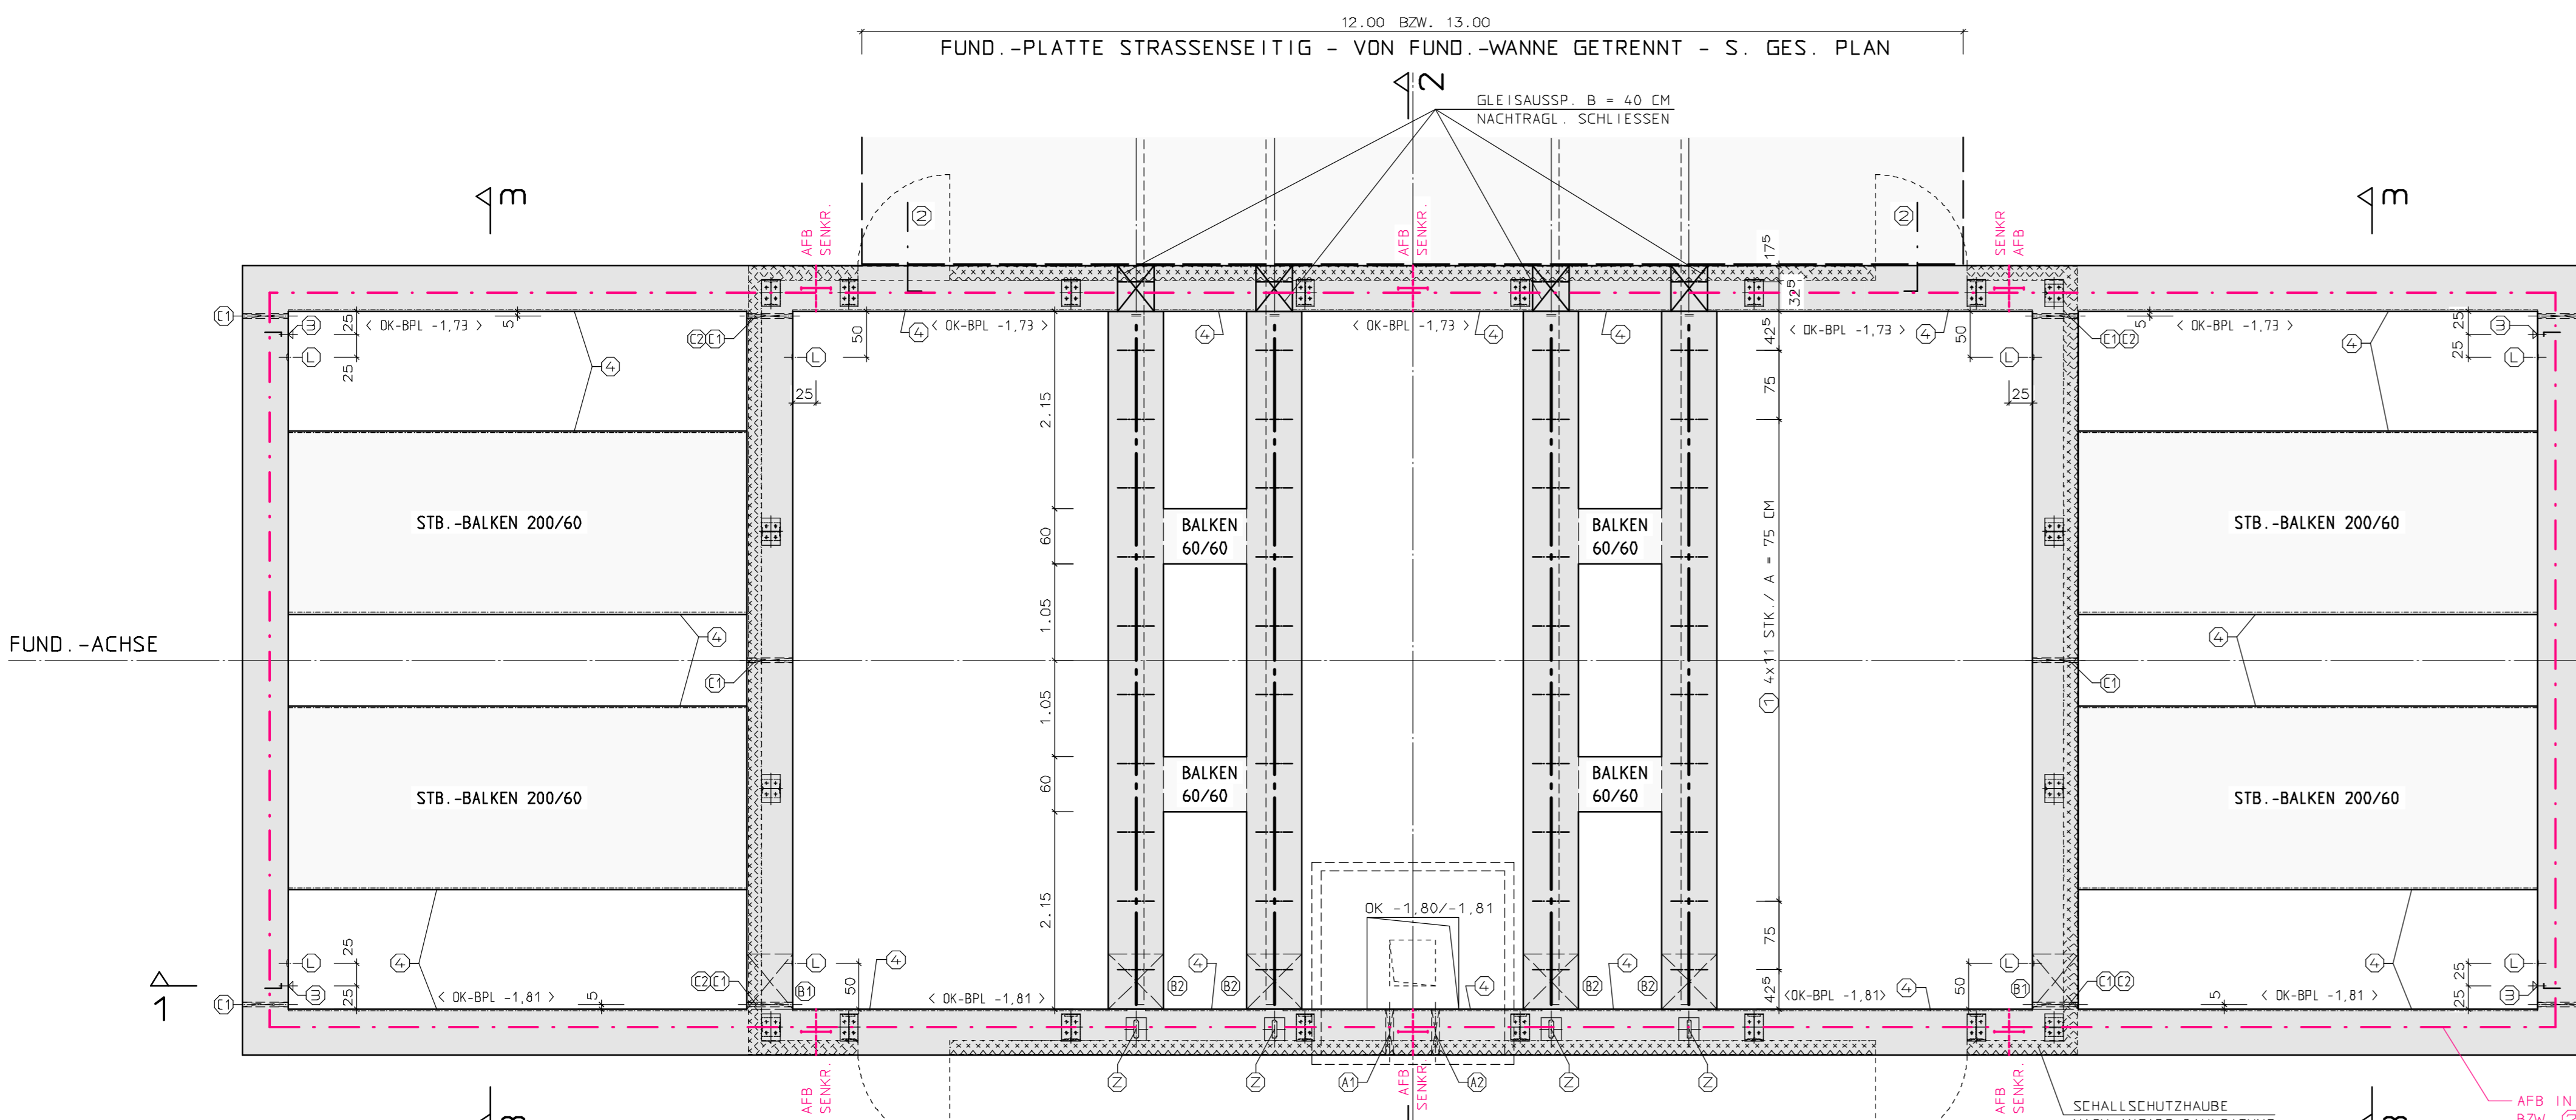 12.00 BZW. 13.00
FUND.-PLATTE STRASSENSEITIG - VON FUND.-WANNE GETRENNT - S. GES. PLAN
2
GLEISAUSSP. B = 40 CM
NACHTRAGL. SCHLIESSEN
m
m
AFB
SENKR.
2
AFB
SENKR.
2
SENKR
AFB
17⁵
32⁵
C1
25
3
< OK-BPL -1,73 >
5
C2 C1
50
4
< OK-BPL -1,73 >
4
< OK-BPL -1,73 >
4
4
42⁵
< OK-BPL -1,73 >
4
50
5
< OK-BPL -1,73 >
25
3
C1 C2
L
25
4
L
L
4
25
L
25
25
75
2.15
STB.-BALKEN 200/60
BALKEN
60/60
BALKEN
60/60
STB.-BALKEN 200/60
60
1.05
FUND.-ACHSE
4
4
C1
C1
1.05
1 4x11 STK./ A = 75 CM
STB.-BALKEN 200/60
BALKEN
60/60
BALKEN
60/60
STB.-BALKEN 200/60
60
2.15
OK -1,80/-1,81
75
25
L
4
L
4
4
4
L
4
L
25
1
C1
3
25
< OK-BPL -1,81 >
5
C2 C1
B1
50
< OK-BPL -1,81 >
B2
B2
4
B2
B2
42⁵
<OK-BPL -1,81>
4
50
B1
C1 C2
5
< OK-BPL -1,81 >
25
3
Z
Z
A1
A2
Z
Z
AFB
SENKR.
AFB
SENKR.
AFB
SENKR.
SCHALLSCHUTZHAUBE
AFB IN
BZW.
m